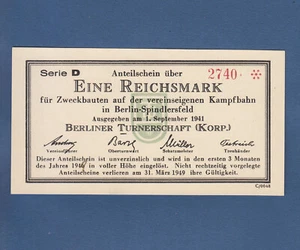 Serie D
Anteilschein über
2740
EINE REICHSMARK
für Zweckbauten auf der vereinseigenen Kampfbahn
in Berlin-Spindlersfeld
Ausgegeben am 1. September 1941
BERLINER TURNERSCHAFT (KORP.)
Vereinsführer Oberturnwart Schatzmeister Treuhänder
Dieser Anteilschein ist unverzinslich und wird in den ersten 3 Monaten
des Jahres 1946 in voller Höhe eingelöst. Nicht rechtzeitig vorgelegte
Anteilscheine verlieren am 31. März 1949 ihre Gültigkeit.